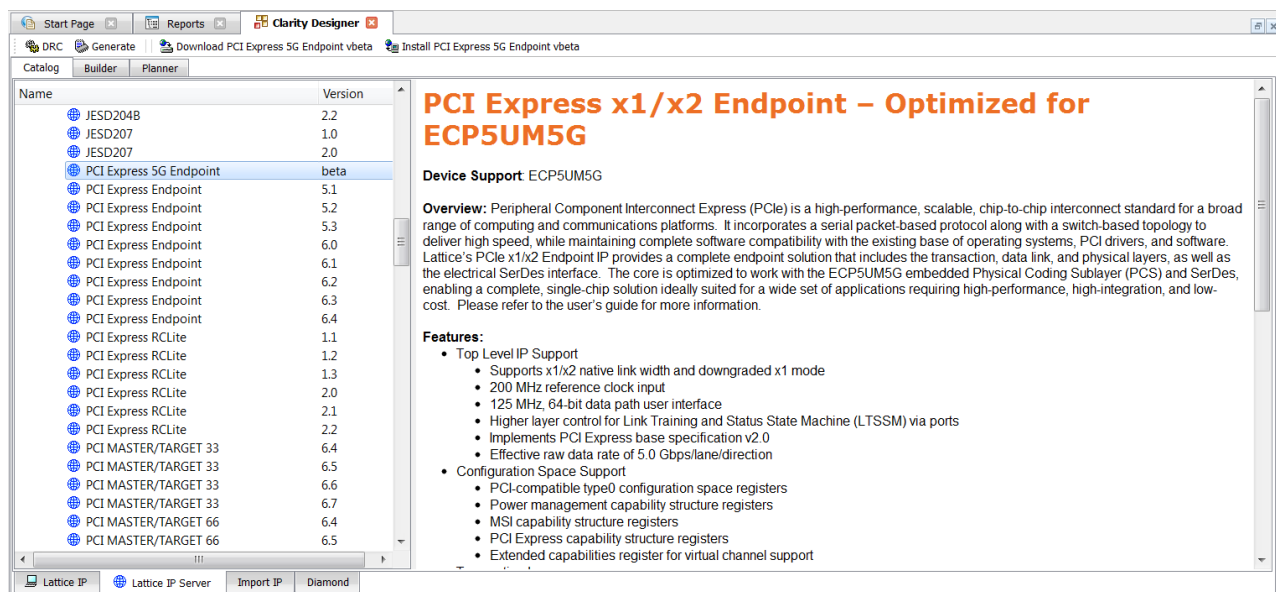 Start Page Reports Clarity Designer
DRC Generate Download PCI Express 5G Endpoint vbeta Install PCI Express 5G Endpoint vbeta
Catalog Builder Planner
Name Version
JESD204B 2.2
JESD207 1.0
JESD207 2.0
PCI Express 5G Endpoint beta
PCI Express Endpoint 5.1
PCI Express Endpoint 5.2
PCI Express Endpoint 5.3
PCI Express Endpoint 6.0
PCI Express Endpoint 6.1
PCI Express Endpoint 6.2
PCI Express Endpoint 6.3
PCI Express Endpoint 6.4
PCI Express RCLite 1.1
PCI Express RCLite 1.2
PCI Express RCLite 1.3
PCI Express RCLite 2.0
PCI Express RCLite 2.1
PCI Express RCLite 2.2
PCI MASTER/TARGET 33 6.4
PCI MASTER/TARGET 33 6.5
PCI MASTER/TARGET 33 6.6
PCI MASTER/TARGET 33 6.7
PCI MASTER/TARGET 66 6.4
PCI MASTER/TARGET 66 6.5
PCI Express x1/x2 Endpoint – Optimized for
ECP5UM5G
Device Support: ECP5UM5G
Overview: Peripheral Component Interconnect Express (PCIe) is a high-performance, scalable, chip-to-chip interconnect standard for a broad
range of computing and communications platforms. It incorporates a serial packet-based protocol along with a switch-based topology to
deliver high speed, while maintaining complete software compatibility with the existing base of operating systems, PCI drivers, and software.
Lattice's PCIe x1/x2 Endpoint IP provides a complete endpoint solution that includes the transaction, data link, and physical layers, as well as
the electrical SerDes interface. The core is optimized to work with the ECP5UM5G embedded Physical Coding Sublayer (PCS) and SerDes,
enabling a complete, single-chip solution ideally suited for a wide set of applications requiring high-performance, high-integration, and low-
cost. Please refer to the user's guide for more information.
Features:
• Top Level IP Support
• Supports x1/x2 native link width and downgraded x1 mode
• 200 MHz reference clock input
• 125 MHz, 64-bit data path user interface
• Higher layer control for Link Training and Status State Machine (LTSSM) via ports
• Implements PCI Express base specification v2.0
• Effective raw data rate of 5.0 Gbps/lane/direction
• Configuration Space Support
• PCI-compatible type0 configuration space registers
• Power management capability structure registers
• MSI capability structure registers
• PCI Express capability structure registers
• Extended capabilities register for virtual channel support
Lattice IP Lattice IP Server Import IP Diamond